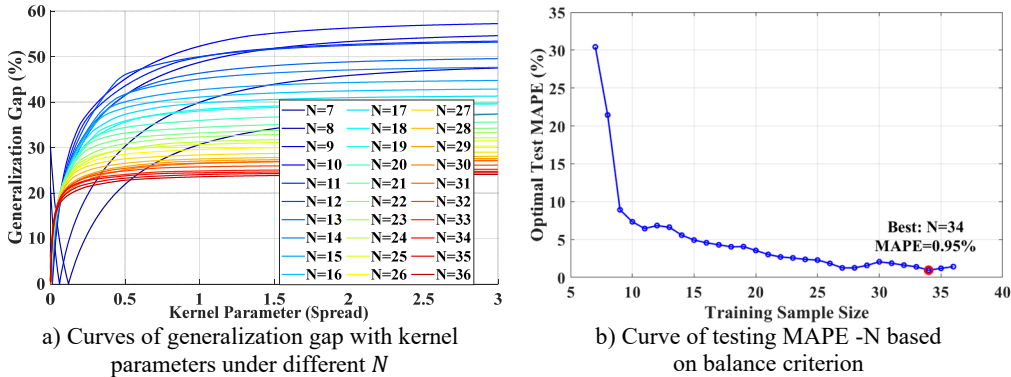 60
50
40
30
20
10
0
Generalization Gap (%)
N=7 N=17 N=27
N=8 N=18 N=28
N=9 N=19 N=29
N=10 N=20 N=30
N=11 N=21 N=31
N=12 N=22 N=32
N=13 N=23 N=33
N=14 N=24 N=34
N=15 N=25 N=35
N=16 N=26 N=36
0 0.5 1 1.5 2 2.5 3
Kernel Parameter (Spread)
a) Curves of generalization gap with kernel
parameters under different N
35
30
25
20
15
10
5
0
Optimal Test MAPE (%)
Best: N=34
MAPE=0.95%
5 10 15 20 25 30 35 40
Training Sample Size
b) Curve of testing MAPE -N based
on balance criterion